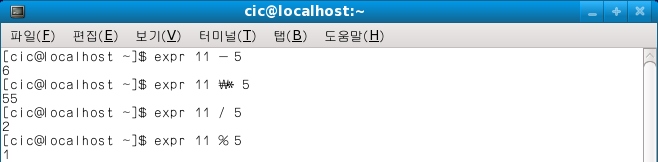 cic@localhost:~
파일(F) 편집(E) 보기(V) 터미널(T) 탭(B) 도움말(H)
[cic@localhost ~]$ expr 11 - 5
6
[cic@localhost ~]$ expr 11 ₩* 5
55
[cic@localhost ~]$ expr 11 / 5
2
[cic@localhost ~]$ expr 11 % 5
1